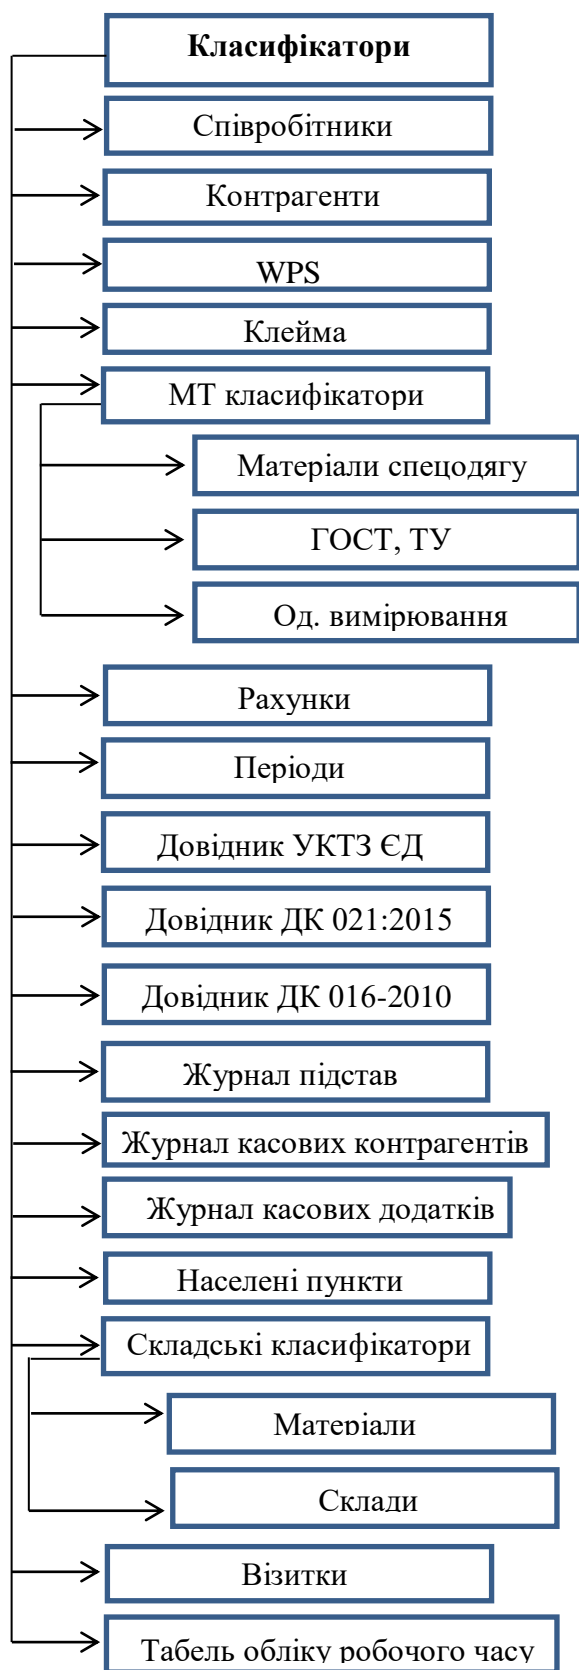 Класифікатори
Співробітники
Контрагенти
WPS
Клейма
МТ класифікатори
Матеріали спецодягу
ГОСТ, ТУ
Од. вимірювання
Рахунки
Періоди
Довідник УКТЗ ЄД
Довідник ДК 021:2015
Довідник ДК 016-2010
Журнал підстав
Журнал касових контрагентів
Журнал касових додатків
Населені пункти
Складські класифікатори
Матеріали
Склади
Візитки
Табель обліку робочого часу